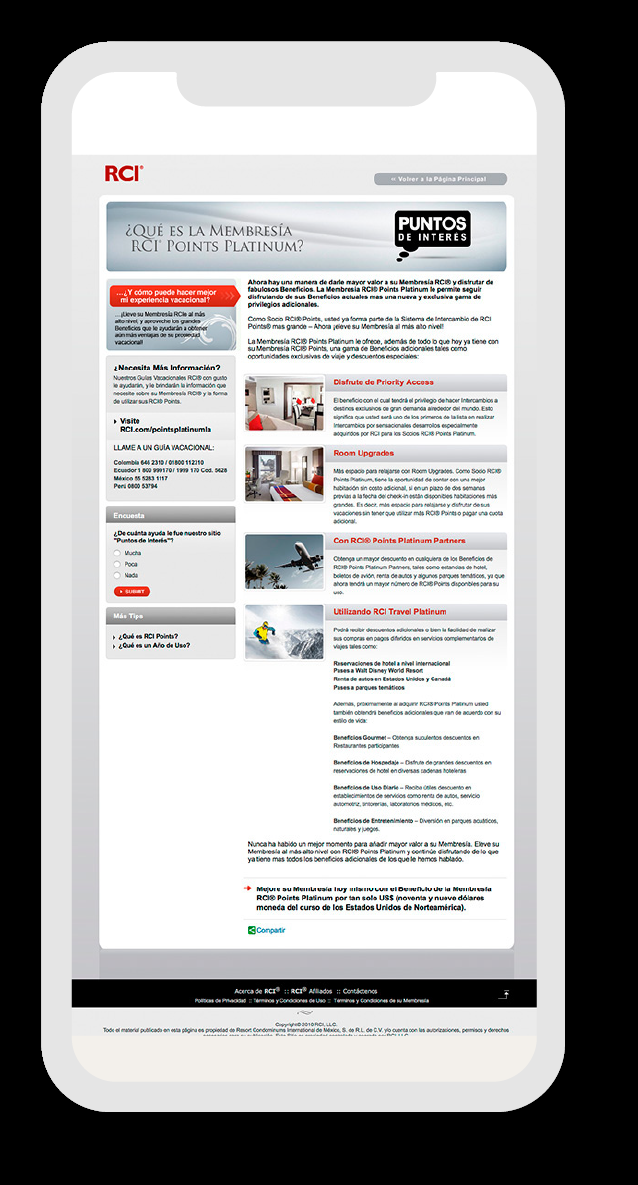 RCI®
« Volver a la Página Principal
¿Qué es la Membresía
RCI® Points Platinum?
PUNTOS
DE INTERÉS
...¿Y cómo puede hacer mejor
mi experiencia vacacional?
...¡Eleve su Membresía RCIe al más
alto nivel, y aproveche los grandes
Beneficios que le ayudarán a obtener
aún más ventajas de su propiedad
vacacional!
¿Necesita Más Información?
Nuestros Guías Vacacionales RCI® con gusto
le ayudarán, y le brindarán la información que
necesite sobre su Membresía RCI® y la forma
de utilizar sus RCI® Points.
Visite
RCI.com/pointsplatinumla
LLAME A UN GUÍA VACACIONAL:
Colombia 644 2310 / 01800 112310
Ecuador 1 800 999170 / 1999 170 Cod. 5628
México 55 5283 1117
Perú 0800 53794
Encuesta
¿De cuánta ayuda le fue nuestro sitio
"Puntos de interés"?
Mucha
Poca
Nada
SUBMIT
Más Tips
¿Qué es RCI Points?
¿Qué es un Año de Uso?
Ahora hay una manera de darle mayor valor a su Membresía RCI® y disfrutar de
fabulosos Beneficios. La Membresía RCI® Points Platinum le permite seguir
disfrutando de sus Beneficios actuales más una nueva y exclusiva gama de
privilegios adicionales.
Como Socio RCI® Points, usted ya forma parte de la Sistema de Intercambio de RCI
Points® mas grande – Ahora ¡eleve su Membresía al más alto nivel!
La Membresía RCI® Points Platinum le ofrece, además de todo lo que hoy ya tiene con
su Membresía RCI® Points, una gama de Beneficios adicionales tales como
oportunidades exclusivas de viaje y descuentos especiales:
Disfrute de Priority Access
El beneficio con el cual tendrá el privilegio de hacer Intercambios a
destinos exclusivos de gran demanda alrededor del mundo. Esto
significa que usted será uno de los primeros de la lista en realizar
Intercambios por sensacionales desarrollos especialmente
adquiridos por RCI para los Socios RCI® Points Platinum.
Room Upgrades
Más espacio para relajarse con Room Upgrades. Como Socio RCI®
Points Platinum, tiene la oportunidad de contar con una mejor
habitación sin costo adicional, si en un plazo de dos semanas
previas a la fecha del check-in están disponibles habitaciones mas
grandes. Es decir, más espacio para relajarse y disfrutar de sus
vacaciones sin tener que utilizar más RCI® Points o pagar una cuota
adicional.
Con RCI® Points Platinum Partners
Obtenga un mayor descuento en cualquiera de los Beneficios de
RCI® Points Platinum Partners, tales como estancias de hotel,
boletos de avión, renta de autos y algunos parques temáticos, ya que
ahora tendrá un mayor número de RCI® Points disponibles para su
uso.
Utilizando RCI Travel Platinum
Podrá recibir descuentos adicionales o bien la facilidad de realizar
sus compras en pagos diferidos en servicios complementarios de
viajes tales como:
Reservaciones de hotel a nivel internacional
Pases a Walt Disney World Resort
Renta de autos en Estados Unidos y Canadá
Pases a parques temáticos
Además, próximamente al adquirir RCI® Points Platinum usted
también obtendrá beneficios adicionales que van de acuerdo con su
estilo de vida:
Beneficios Gourmet – Obtenga suculentos descuentos en
Restaurantes participantes
Beneficios de Hospedaje – Disfrute de grandes descuentos en
reservaciones de hotel en diversas cadenas hoteleras
Beneficios de Uso Diario – Reciba útiles descuento en
establecimientos de servicios como renta de autos, servicio
automotriz, tintorerías, laboratorios médicos, etc.
Beneficios de Entretenimiento – Diversión en parques acuáticos,
naturales y juegos.
Nunca ha habido un mejor momento para añadir mayor valor a su Membresía. Eleve su
Membresía al más alto nivel con RCI® Points Platinum y continúe disfrutando de lo que
ya tiene mas todos los beneficios adicionales de los que le hemos hablado.
Mejore su Membresía hoy mismo con el Beneficio de la Membresía
RCI® Points Platinum por tan solo US$ (noventa y nueve dólares
moneda del curso de los Estados Unidos de Norteamérica).
Compartir
Acerca de RCI® :: RCI® Afiliados :: Contáctenos
Políticas de Privacidad :: Términos y Condiciones de Uso :: Términos y Condiciones de su Membresía
Copyright© 2010 RCI, LLC.
Todo el material publicado en esta página es propiedad de Resort Condominiums International de México, S. de R.L. de C.V. y/o cuenta con las autorizaciones, permisos y derechos